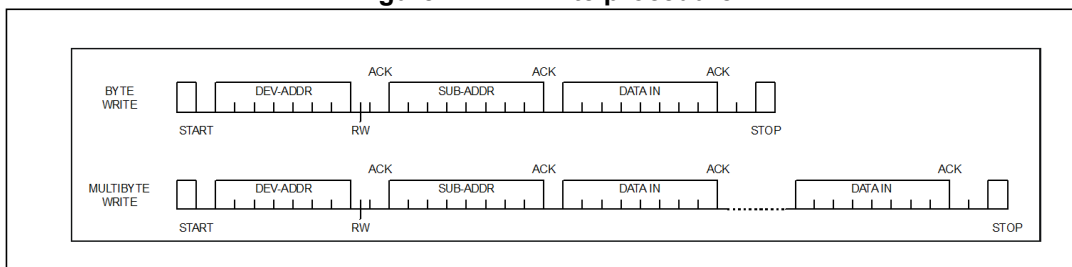 ACK ACK ACK
BYTE WRITE DEV-ADDR SUB-ADDR DATA IN
START RW STOP
ACK ACK ACK ACK
MULTIBYTE WRITE DEV-ADDR SUB-ADDR DATA IN DATA IN
START RW STOP